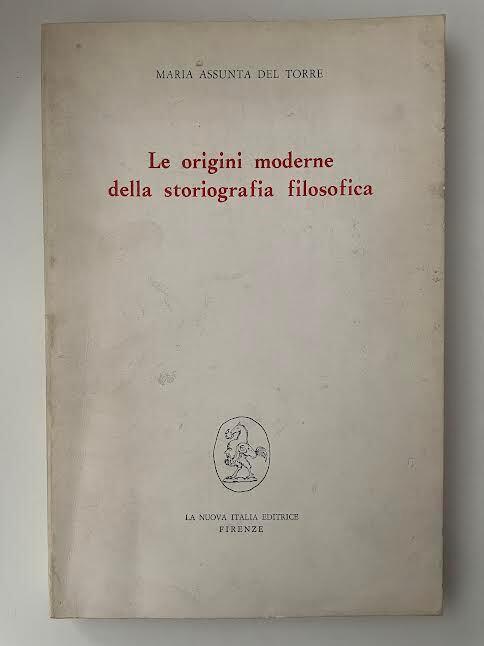 MARIA ASSUNTA DEL TORRE
Le origini moderne
della storiografia filosofica
LA NUOVA ITALIA EDITRICE
FIRENZE